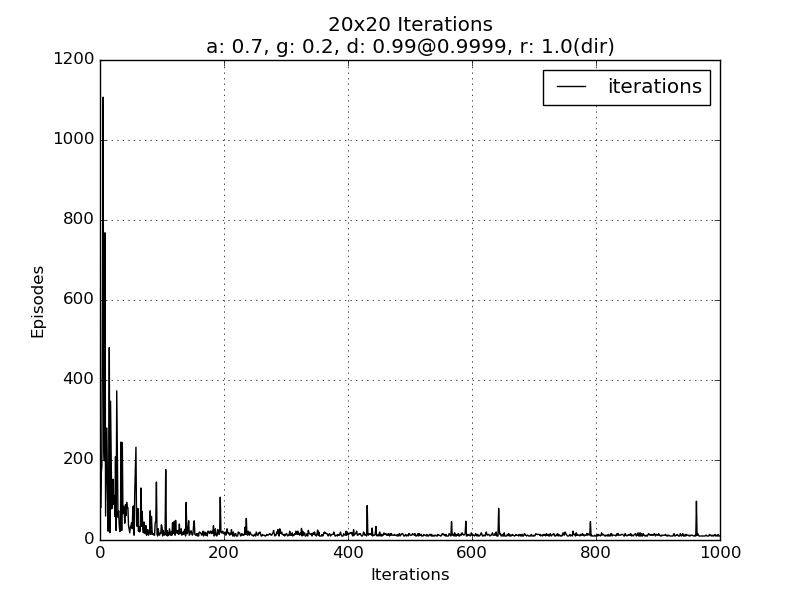 20x20 Iterations
a: 0.7, g: 0.2, d: 0.99@0.9999, r: 1.0(dir)
iterations
1200
1000
800
600
400
200
0
Episodes
0 200 400 600 800 1000
Iterations